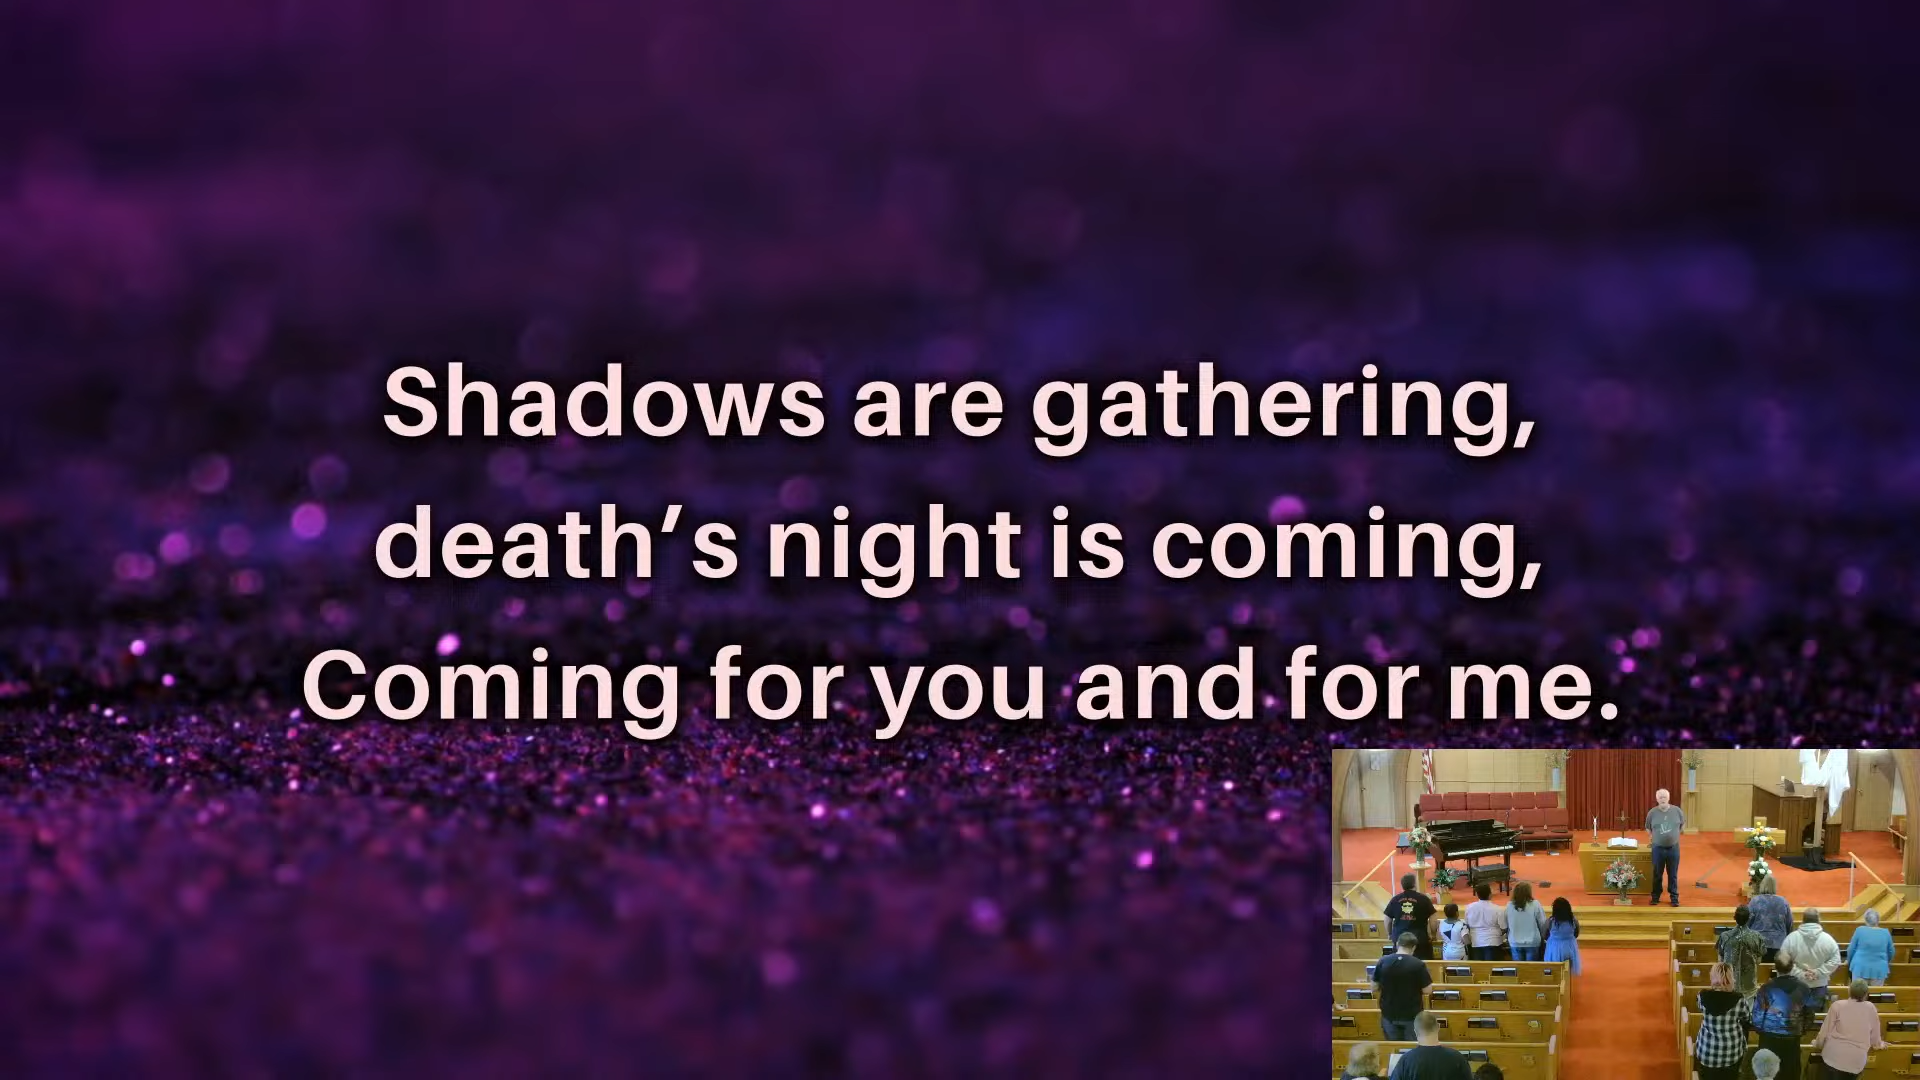 Shadows are gathering,
death’s night is coming,
Coming for you and for me.